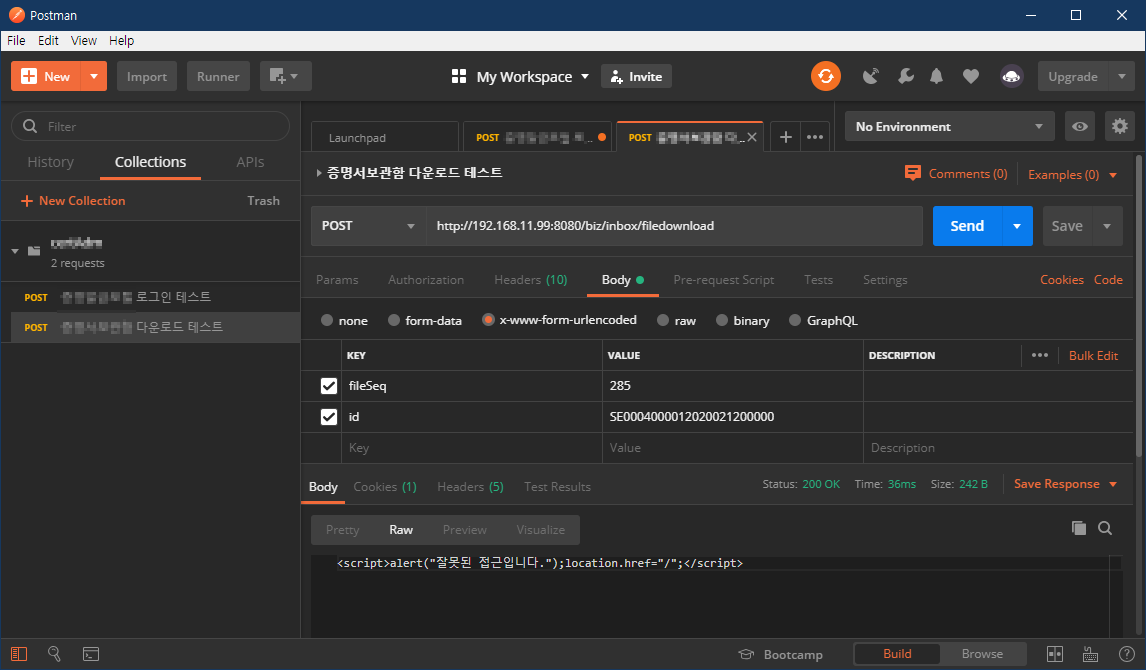 Postman
File Edit View Help
New Import Runner My Workspace Invite Upgrade
Filter
History Collections APIs
New Collection Trash
2 requests
POST 로그인 테스트
POST 다운로드 테스트
Launchpad POST .. POST ..
No Environment
증명서보관함 다운로드 테스트 Comments (0) Examples (0)
POST http://192.168.11.99:8080/biz/inbox/filedownload Send Save
Params Authorization Headers (10) Body Pre-request Script Tests Settings Cookies Code
none form-data x-www-form-urlencoded raw binary GraphQL
KEY VALUE DESCRIPTION Bulk Edit
fileSeq 285
id SE0004000012020021200000
Key Value Description
Body Cookies (1) Headers (5) Test Results Status: 200 OK Time: 36ms Size: 242 B Save Response
Pretty Raw Preview Visualize
<script>alert("잘못된 접근입니다.");location.href="/";</script>
Bootcamp Build Browse